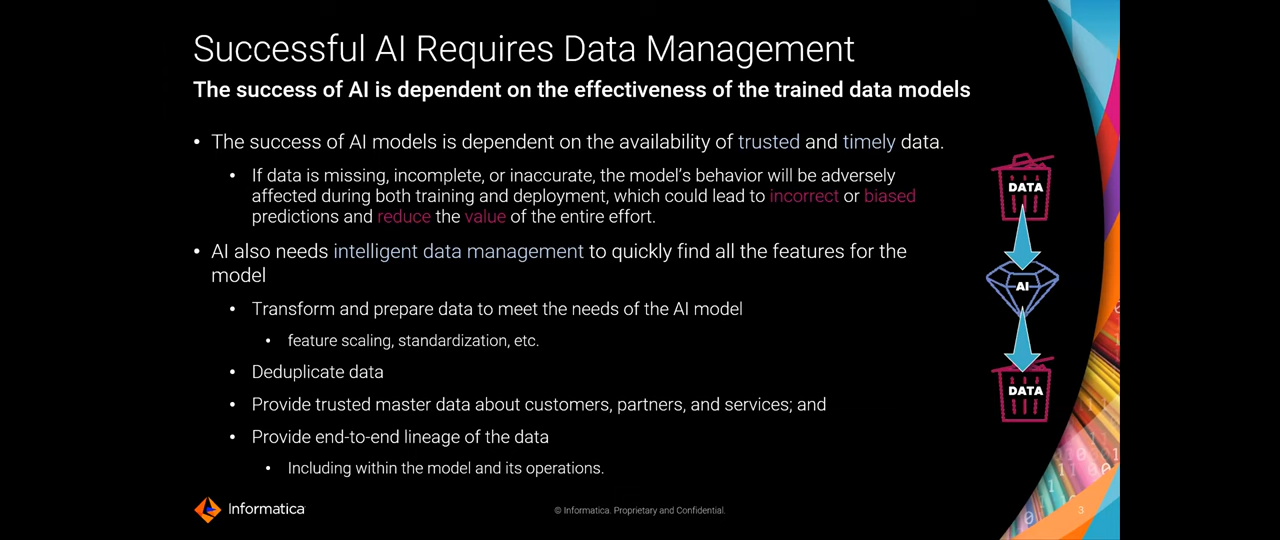 Successful AI Requires Data Management
The success of AI is dependent on the effectiveness of the trained data models
• The success of AI models is dependent on the availability of trusted and timely data.
• If data is missing, incomplete, or inaccurate, the model's behavior will be adversely
affected during both training and deployment, which could lead to incorrect or biased
predictions and reduce the value of the entire effort.
• AI also needs intelligent data management to quickly find all the features for the
model
• Transform and prepare data to meet the needs of the AI model
• feature scaling, standardization, etc.
• Deduplicate data
• Provide trusted master data about customers, partners, and services; and
• Provide end-to-end lineage of the data
• Including within the model and its operations.
DATA
AI
DATA
Informatica
© Informatica. Proprietary and Confidential.
3